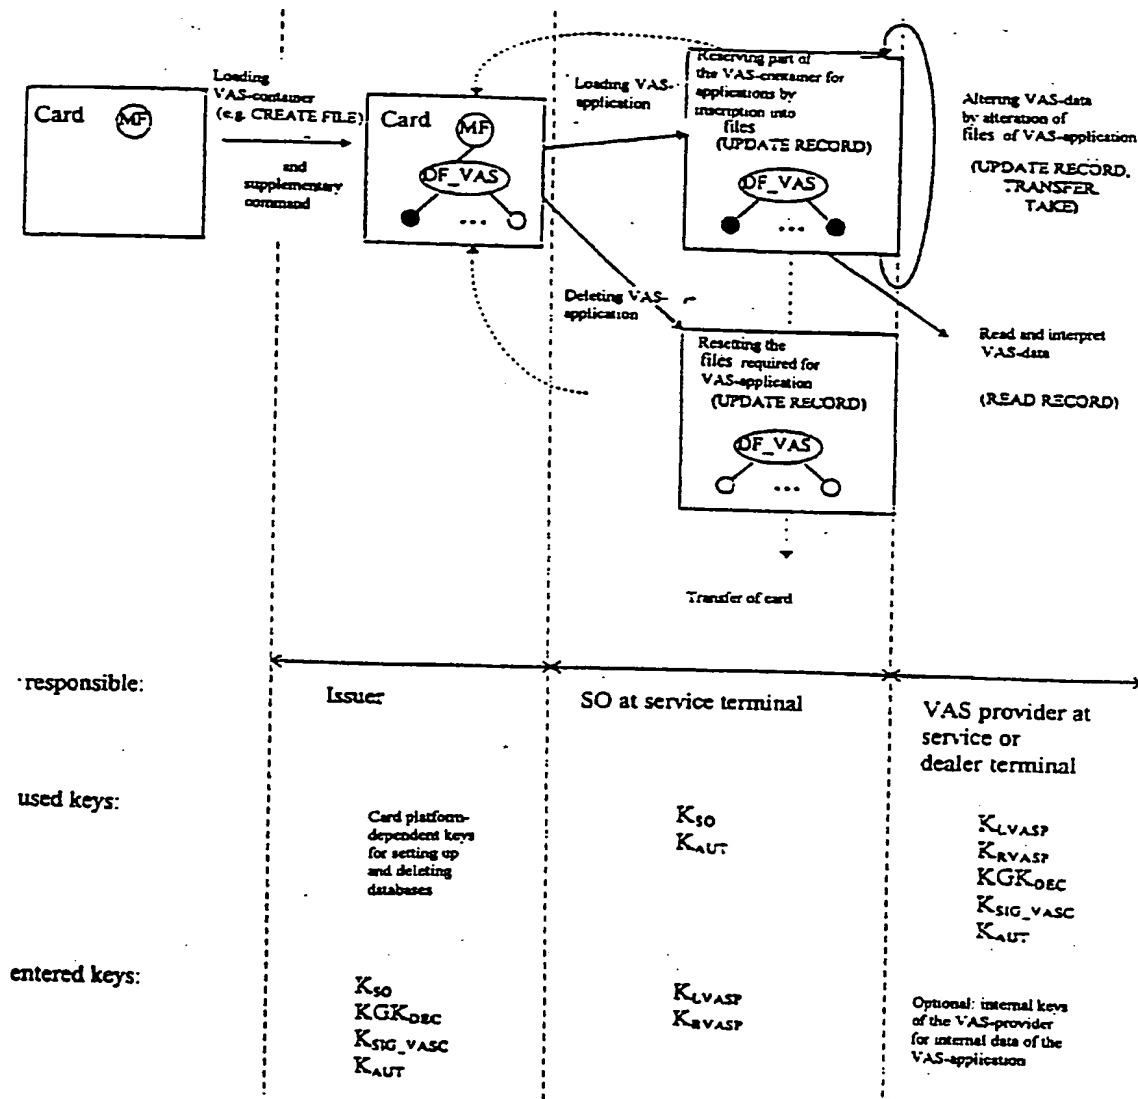 Card
MF
Loading
VAS-container
(e.g. CREATE FILE)
and
supplementary
command
Card
MF
DF_VAS
...
Loading VAS-
application
Deleting VAS-
application
Reserving part of
the VAS-container for
applications by
inscription into
files
(UPDATE RECORD)
DF_VAS
...
Resetting the
files required for
VAS-application
(UPDATE RECORD)
DF_VAS
...
Transfer of card
Altering VAS-data
by alteration of
files of VAS-application
(UPDATE RECORD,
TRANSFER
TAKE)
Read and interpret
VAS-data
(READ RECORD)
responsible:
Issuer
SO at service terminal
VAS provider at
service or
dealer terminal
used keys:
Card platform-
dependent keys
for setting up
and deleting
databases
K_SO
K_AUT
K_LVASP
K_RVASP
KGK_DEC
K_SIG_VASC
K_AUT
entered keys:
K_SO
KGK_DEC
K_SIG_VASC
K_AUT
K_LVASP
K_RVASP
Optional: internal keys
of the VAS-provider
for internal data of the
VAS-application